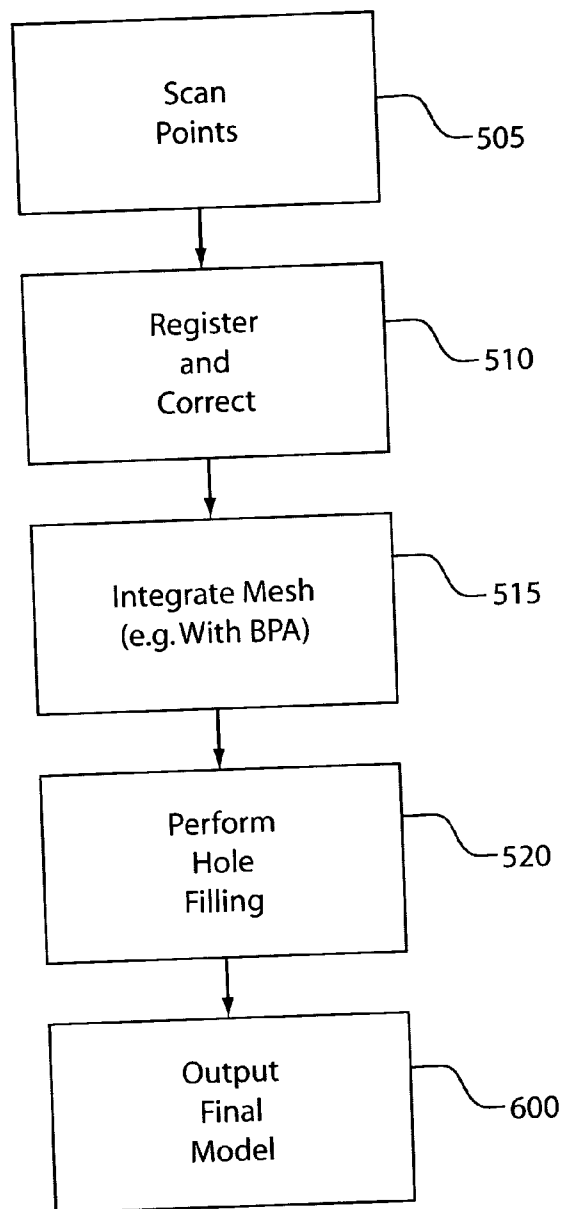 Scan
Points
505
Register
and
Correct
510
Integrate Mesh
(e.g. With BPA)
515
Perform
Hole
Filling
520
Output
Final
Model
600